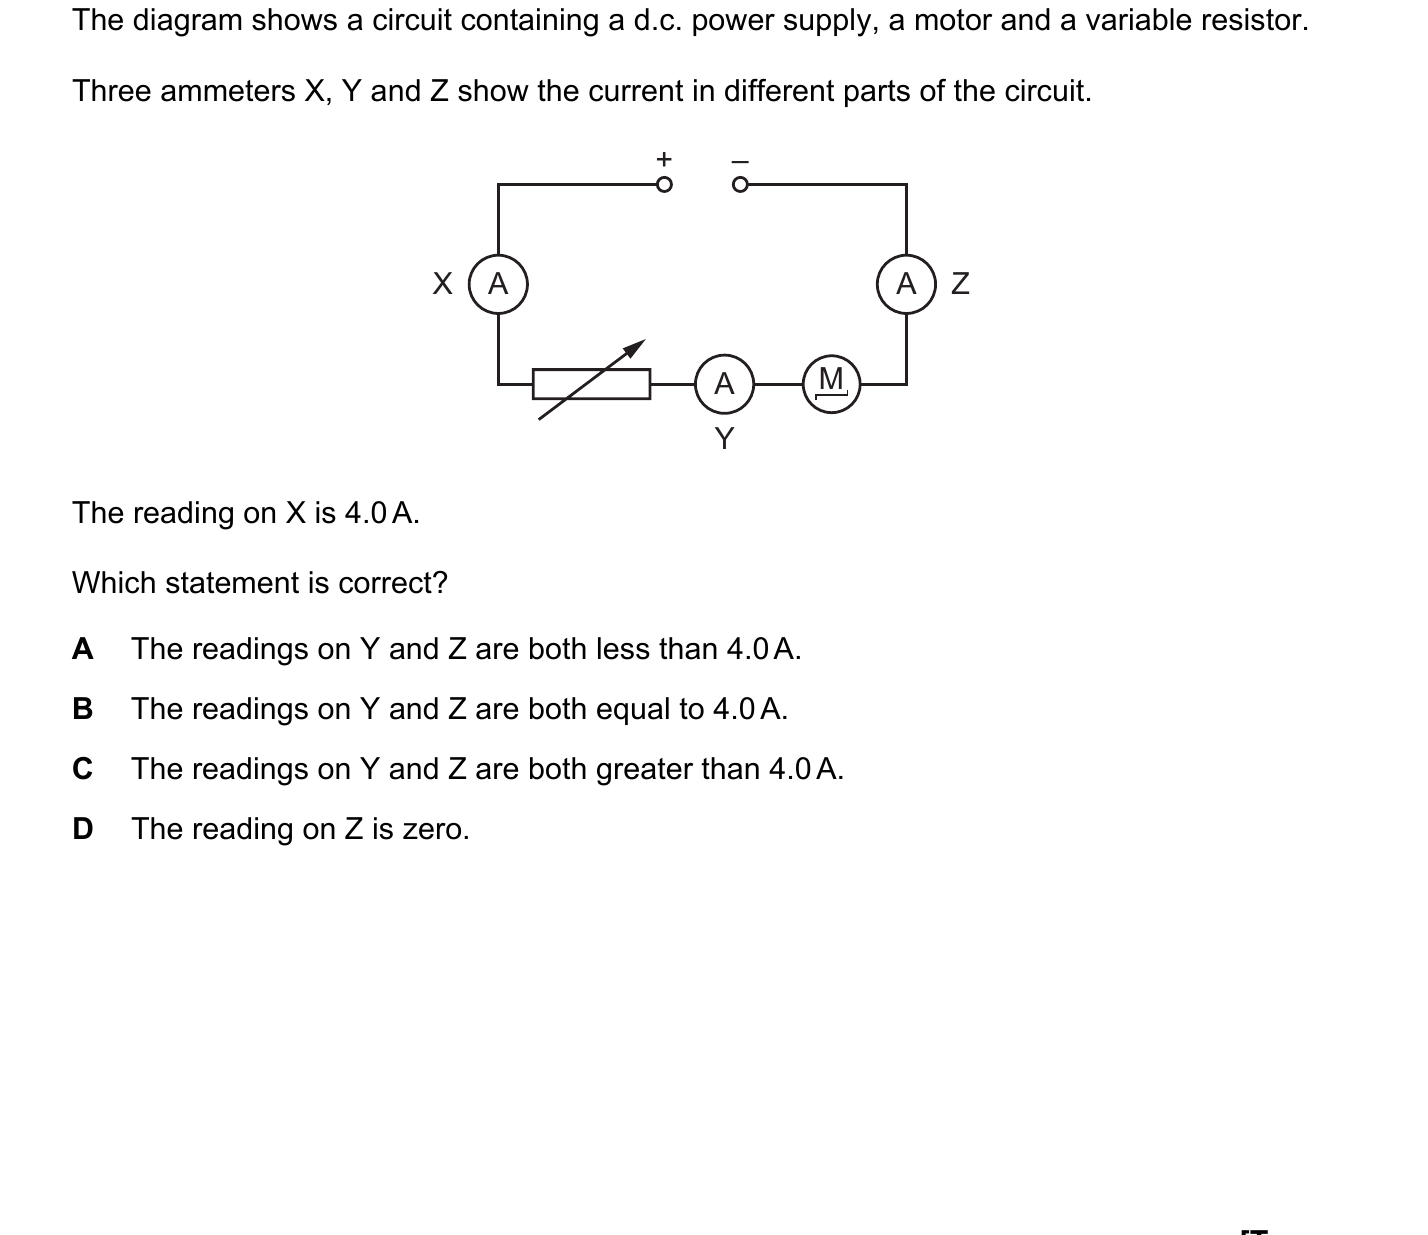 The diagram shows a circuit containing a d.c. power supply, a motor and a variable resistor.
Three ammeters X, Y and Z show the current in different parts of the circuit.
+ –
X A A Z
A M
Y
The reading on X is 4.0 A.
Which statement is correct?
A The readings on Y and Z are both less than 4.0 A.
B The readings on Y and Z are both equal to 4.0 A.
C The readings on Y and Z are both greater than 4.0 A.
D The reading on Z is zero.